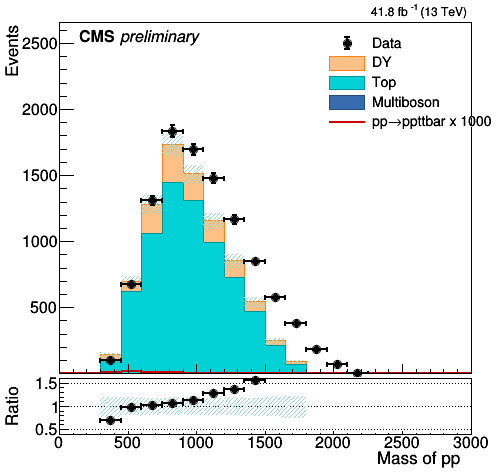 41.8 fb⁻¹ (13 TeV)
CMS preliminary
Events
2500
2000
1500
1000
500
Data
DY
Top
Multiboson
pp→ppttbar x 1000
Ratio
1.5
1
0.5
0 500 1000 1500 2000 2500 3000
Mass of pp